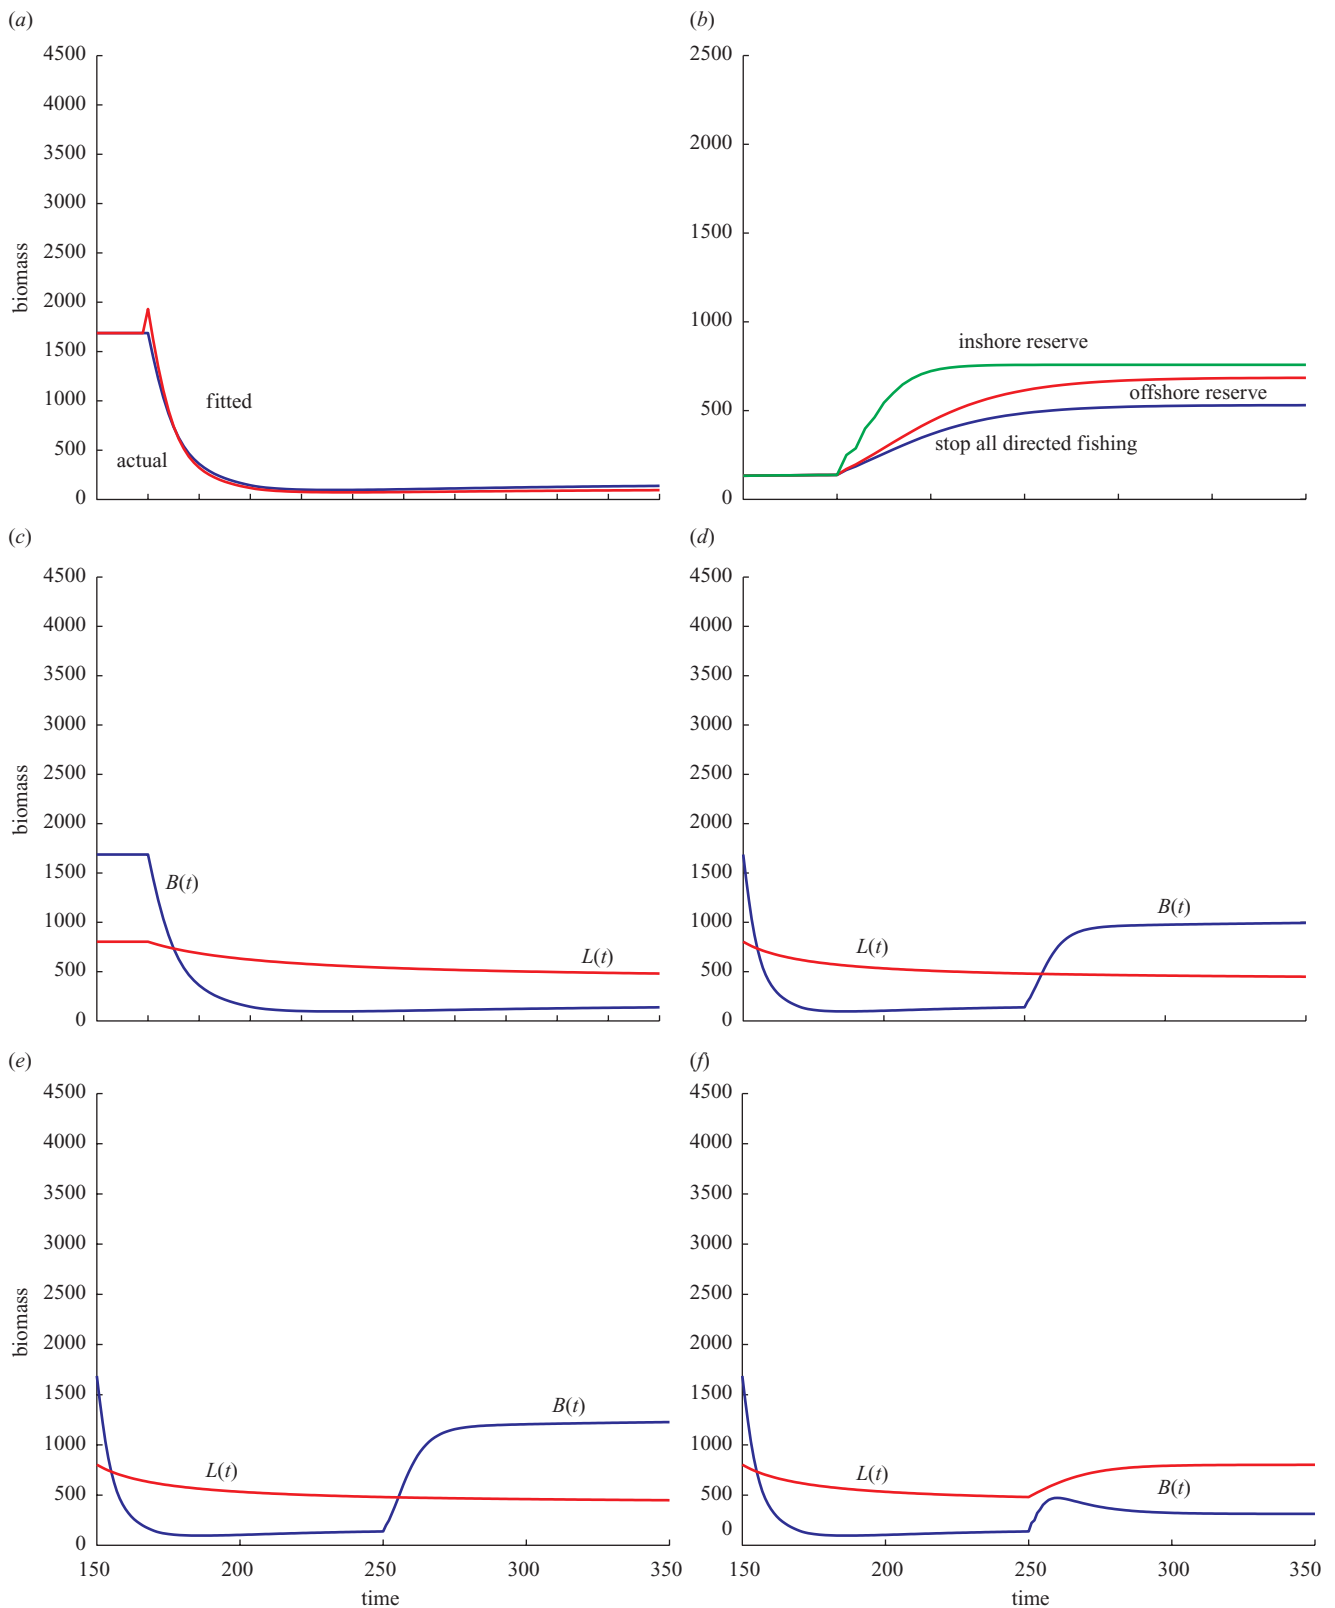 (a)
4500
4000
3500
3000
2500
2000
1500
1000
500
0
biomass
fitted
actual
(b)
2500
2000
1500
1000
500
0
inshore reserve
offshore reserve
stop all directed fishing
(c)
4500
4000
3500
3000
2500
2000
1500
1000
500
0
biomass
B(t)
L(t)
(d)
4500
4000
3500
3000
2500
2000
1500
1000
500
0
B(t)
L(t)
(e)
4500
4000
3500
3000
2500
2000
1500
1000
500
0
biomass
B(t)
L(t)
150 200 250 300 350
time
(f)
4500
4000
3500
3000
2500
2000
1500
1000
500
0
L(t)
B(t)
150 200 250 300 350
time